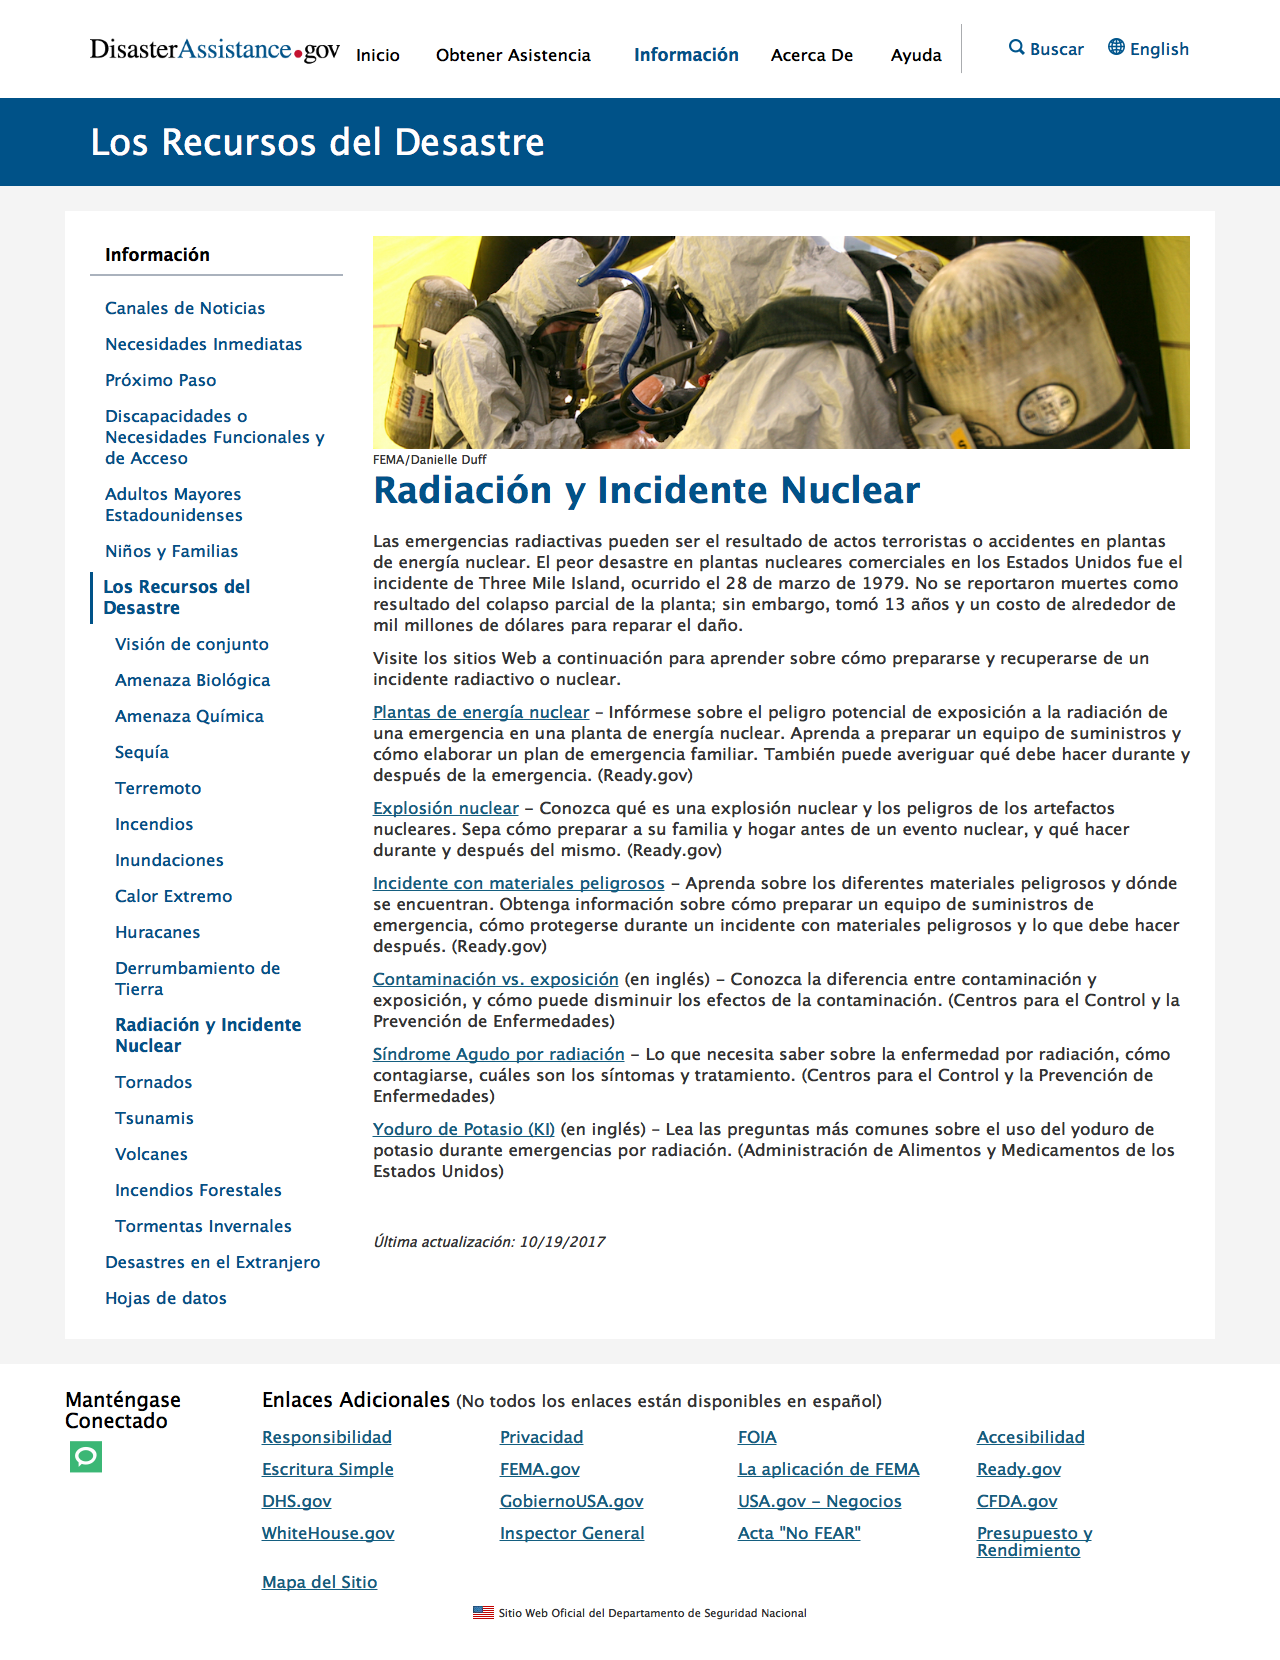 DisasterAssistance.gov
Inicio
Obtener Asistencia
Información
Acerca De
Ayuda
Buscar
English
Los Recursos del Desastre
Información
Canales de Noticias
Necesidades Inmediatas
Próximo Paso
Discapacidades o
Necesidades Funcionales y
de Acceso
Adultos Mayores
Estadounidenses
Niños y Familias
Los Recursos del
Desastre
Visión de conjunto
Amenaza Biológica
Amenaza Química
Sequía
Terremoto
Incendios
Inundaciones
Calor Extremo
Huracanes
Derrumbamiento de
Tierra
Radiación y Incidente
Nuclear
Tornados
Tsunamis
Volcanes
Incendios Forestales
Tormentas Invernales
Desastres en el Extranjero
Hojas de datos
FEMA/Danielle Duff
Radiación y Incidente Nuclear
Las emergencias radiactivas pueden ser el resultado de actos terroristas o accidentes en plantas
de energía nuclear. El peor desastre en plantas nucleares comerciales en los Estados Unidos fue el
incidente de Three Mile Island, ocurrido el 28 de marzo de 1979. No se reportaron muertes como
resultado del colapso parcial de la planta; sin embargo, tomó 13 años y un costo de alrededor de
mil millones de dólares para reparar el daño.
Visite los sitios Web a continuación para aprender sobre cómo prepararse y recuperarse de un
incidente radiactivo o nuclear.
Plantas de energía nuclear – Infórmese sobre el peligro potencial de exposición a la radiación de
una emergencia en una planta de energía nuclear. Aprenda a preparar un equipo de suministros y
cómo elaborar un plan de emergencia familiar. También puede averiguar qué debe hacer durante y
después de la emergencia. (Ready.gov)
Explosión nuclear – Conozca qué es una explosión nuclear y los peligros de los artefactos
nucleares. Sepa cómo preparar a su familia y hogar antes de un evento nuclear, y qué hacer
durante y después del mismo. (Ready.gov)
Incidente con materiales peligrosos – Aprenda sobre los diferentes materiales peligrosos y dónde
se encuentran. Obtenga información sobre cómo preparar un equipo de suministros de
emergencia, cómo protegerse durante un incidente con materiales peligrosos y lo que debe hacer
después. (Ready.gov)
Contaminación vs. exposición (en inglés) – Conozca la diferencia entre contaminación y
exposición, y cómo puede disminuir los efectos de la contaminación. (Centros para el Control y la
Prevención de Enfermedades)
Síndrome Agudo por radiación – Lo que necesita saber sobre la enfermedad por radiación, cómo
contagiarse, cuáles son los síntomas y tratamiento. (Centros para el Control y la Prevención de
Enfermedades)
Yoduro de Potasio (KI) (en inglés) – Lea las preguntas más comunes sobre el uso del yoduro de
potasio durante emergencias por radiación. (Administración de Alimentos y Medicamentos de los
Estados Unidos)
Última actualización: 10/19/2017
Manténgase
Conectado
Enlaces Adicionales (No todos los enlaces están disponibles en español)
Responsibilidad
Privacidad
FOIA
Accesibilidad
Escritura Simple
FEMA.gov
La aplicación de FEMA
Ready.gov
DHS.gov
GobiernoUSA.gov
USA.gov – Negocios
CFDA.gov
WhiteHouse.gov
Inspector General
Acta "No FEAR"
Presupuesto y
Rendimiento
Mapa del Sitio
Sitio Web Oficial del Departamento de Seguridad Nacional